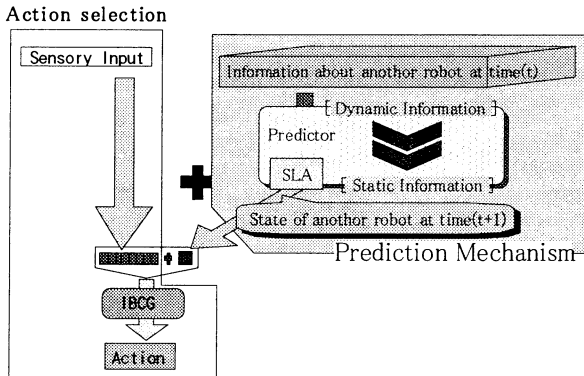 Action selection
Sensory Input
Information about anothor robot at time(t)
[ Dynamic Information ]
Predictor
SLA
[ Static Information ]
State of anothor robot at time(t+1)
Prediction Mechanism
+
IBCG
Action